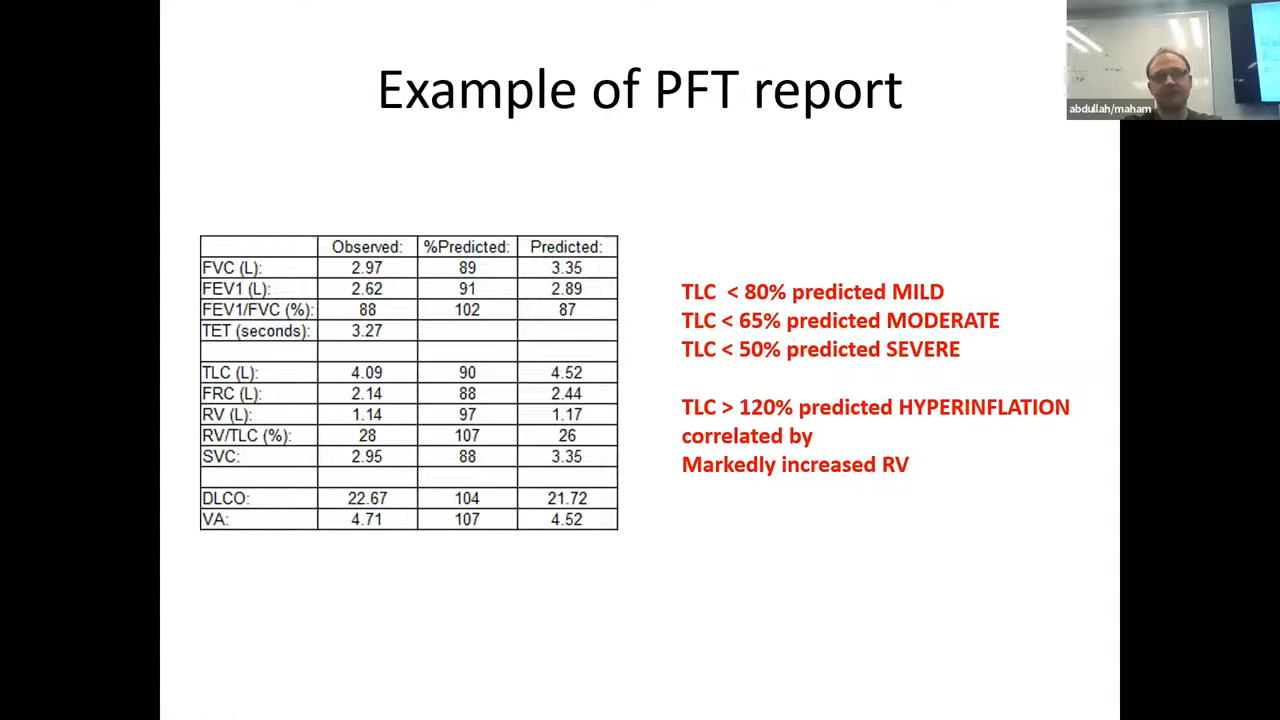 Example of PFT report
abdullah/maham
Observed: %Predicted: Predicted:
FVC (L): 2.97 89 3.35
FEV1 (L): 2.62 91 2.89
FEV1/FVC (%): 88 102 87
TET (seconds): 3.27
TLC (L): 4.09 90 4.52
FRC (L): 2.14 88 2.44
RV (L): 1.14 97 1.17
RV/TLC (%): 28 107 26
SVC: 2.95 88 3.35
DLCO: 22.67 104 21.72
VA: 4.71 107 4.52
TLC < 80% predicted MILD
TLC < 65% predicted MODERATE
TLC < 50% predicted SEVERE
TLC > 120% predicted HYPERINFLATION
correlated by
Markedly increased RV